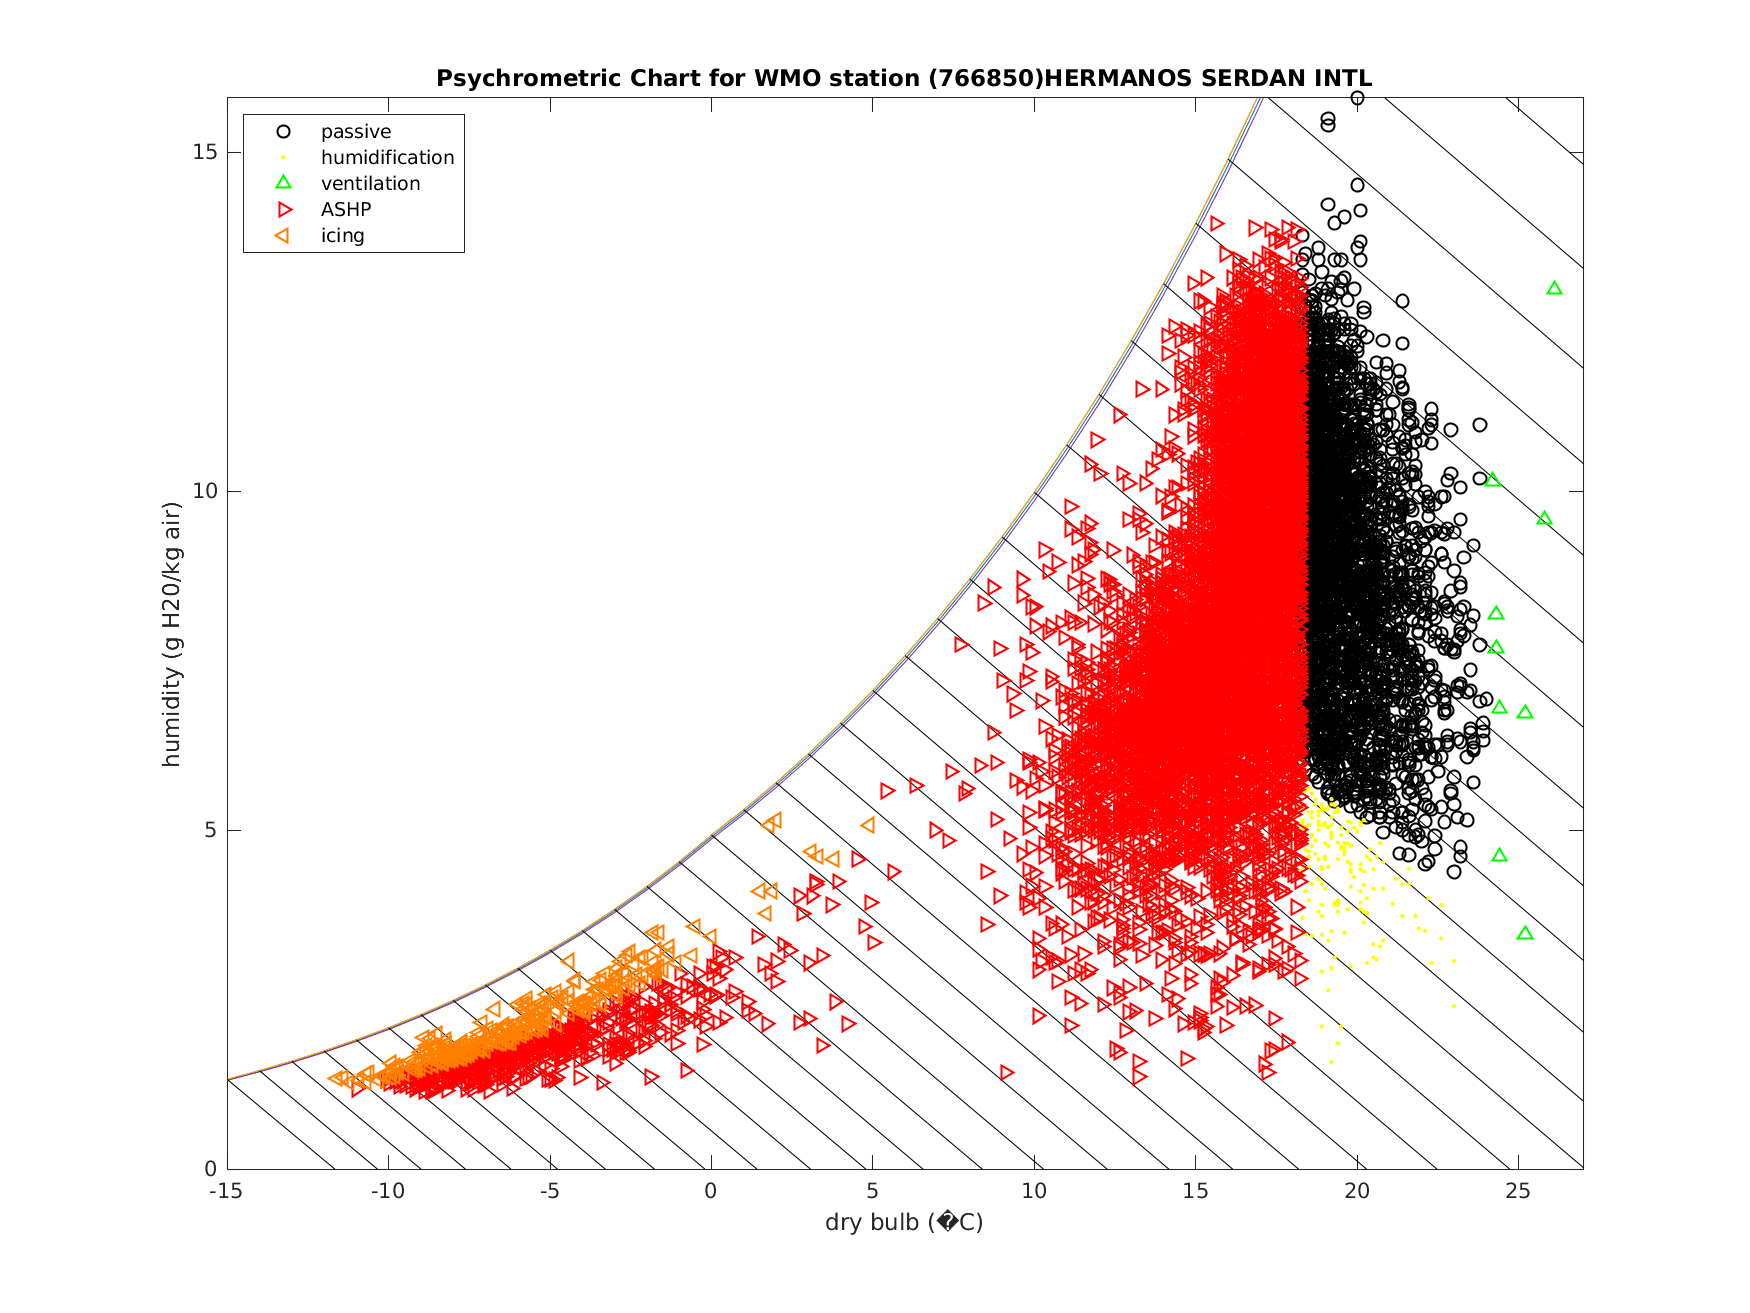 Psychrometric Chart for WMO station (766850)HERMANOS SERDAN INTL
passive
humidification
ventilation
ASHP
icing
15
10
5
0
humidity (g H20/kg air)
-15 -10 -5 0 5 10 15 20 25
dry bulb (�C)